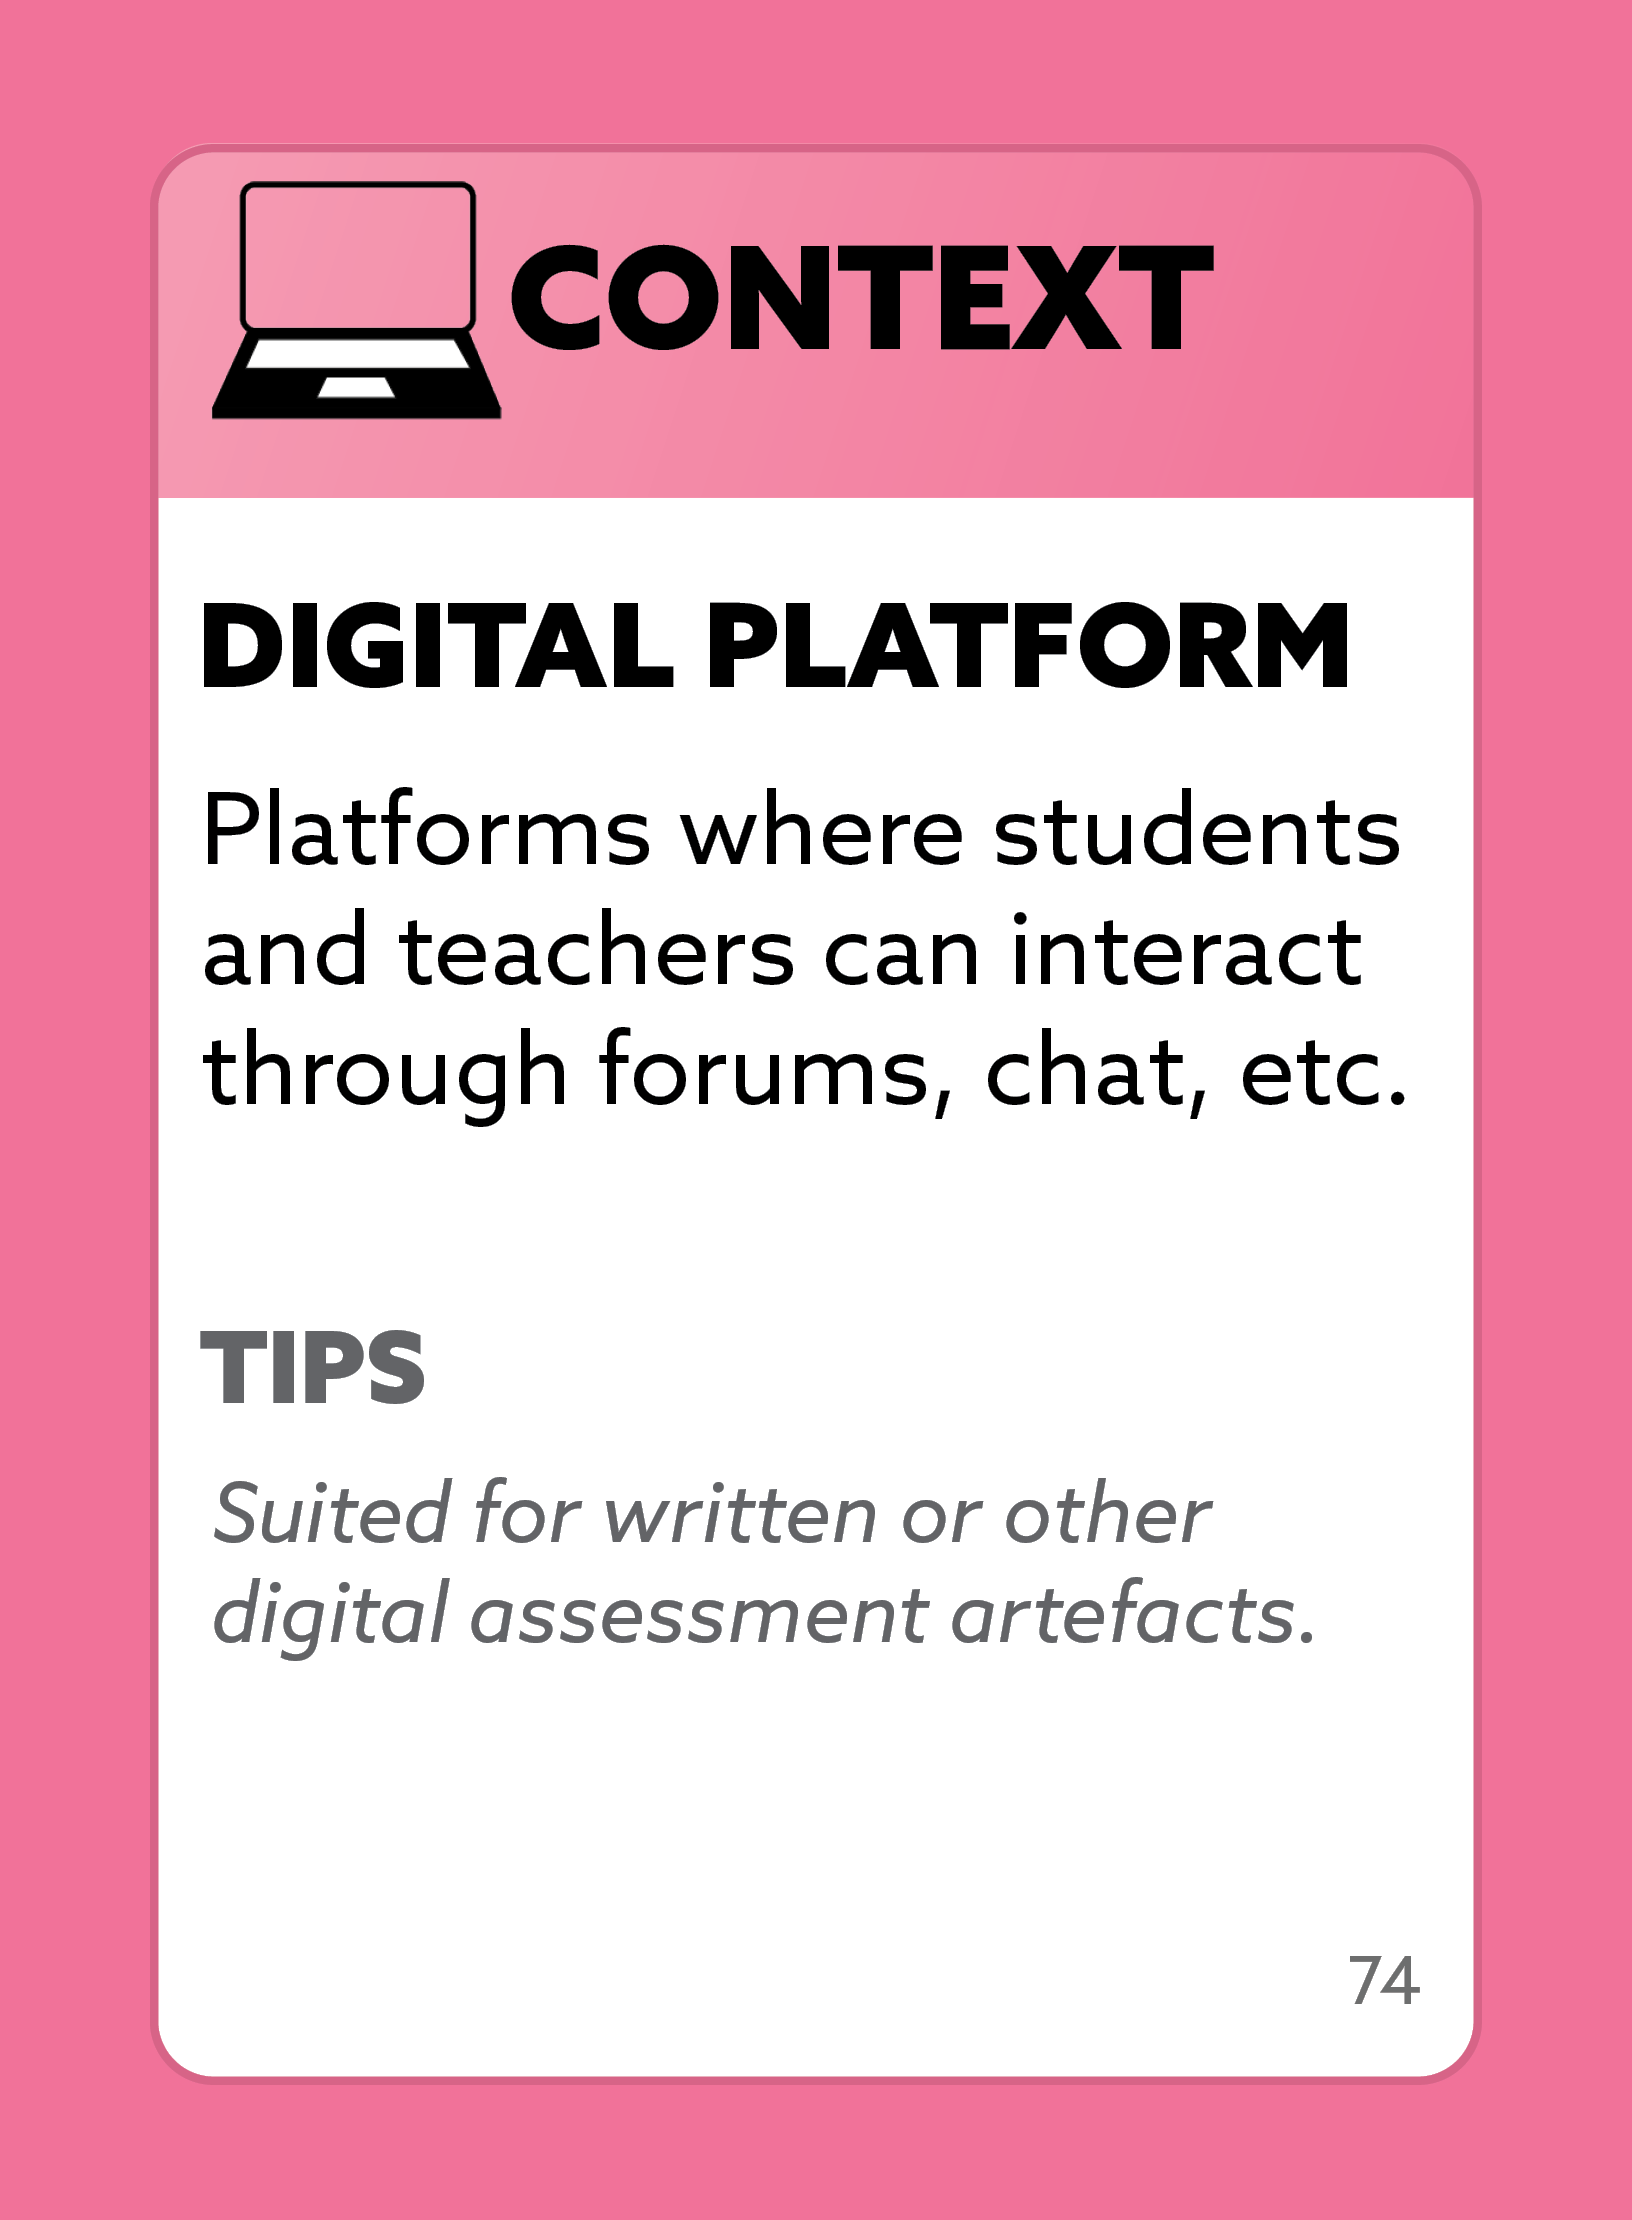 CONTEXT
DIGITAL PLATFORM
Platforms where students
and teachers can interact
through forums, chat, etc.
TIPS
Suited for written or other
digital assessment artefacts.
74